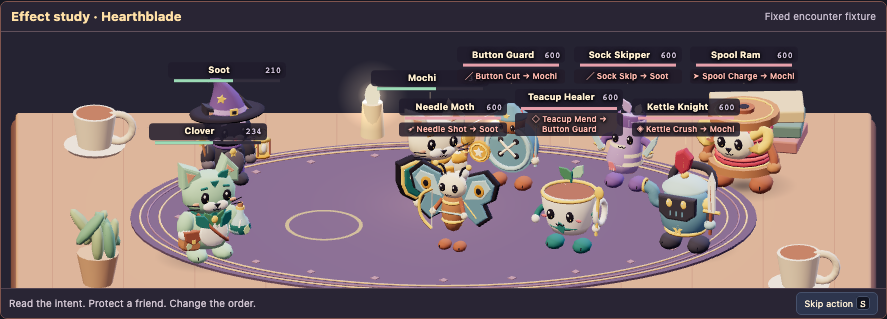 Effect study · Hearthblade
Fixed encounter fixture
Button Guard 600
Button Cut → Mochi
Sock Skipper 600
Sock Skip → Soot
Spool Ram 600
Spool Charge → Mochi
Soot 210
Mochi
Teacup Healer 600
Teacup Mend →
Button Guard
Needle Moth 600
Needle Shot → Soot
Kettle Knight 600
Kettle Crush → Mochi
Clover 234
Read the intent. Protect a friend. Change the order.
Skip action S